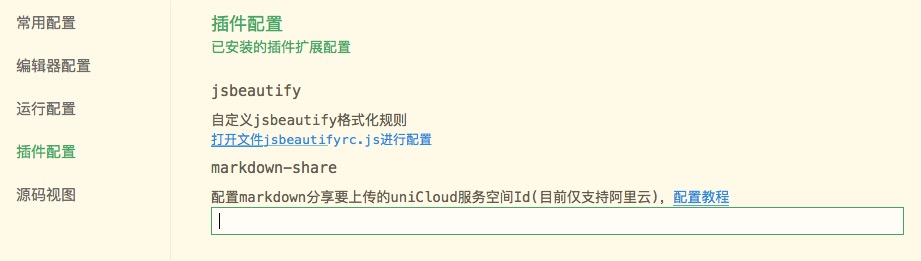 常用配置
编辑器配置
运行配置
插件配置
源码视图
插件配置
已安装的插件扩展配置
jsbeautify
自定义jsbeautify格式化规则
打开文件jsbeautifyrc.js进行配置
markdown-share
配置markdown分享要上传的uniCloud服务空间Id(目前仅支持阿里云)，配置教程